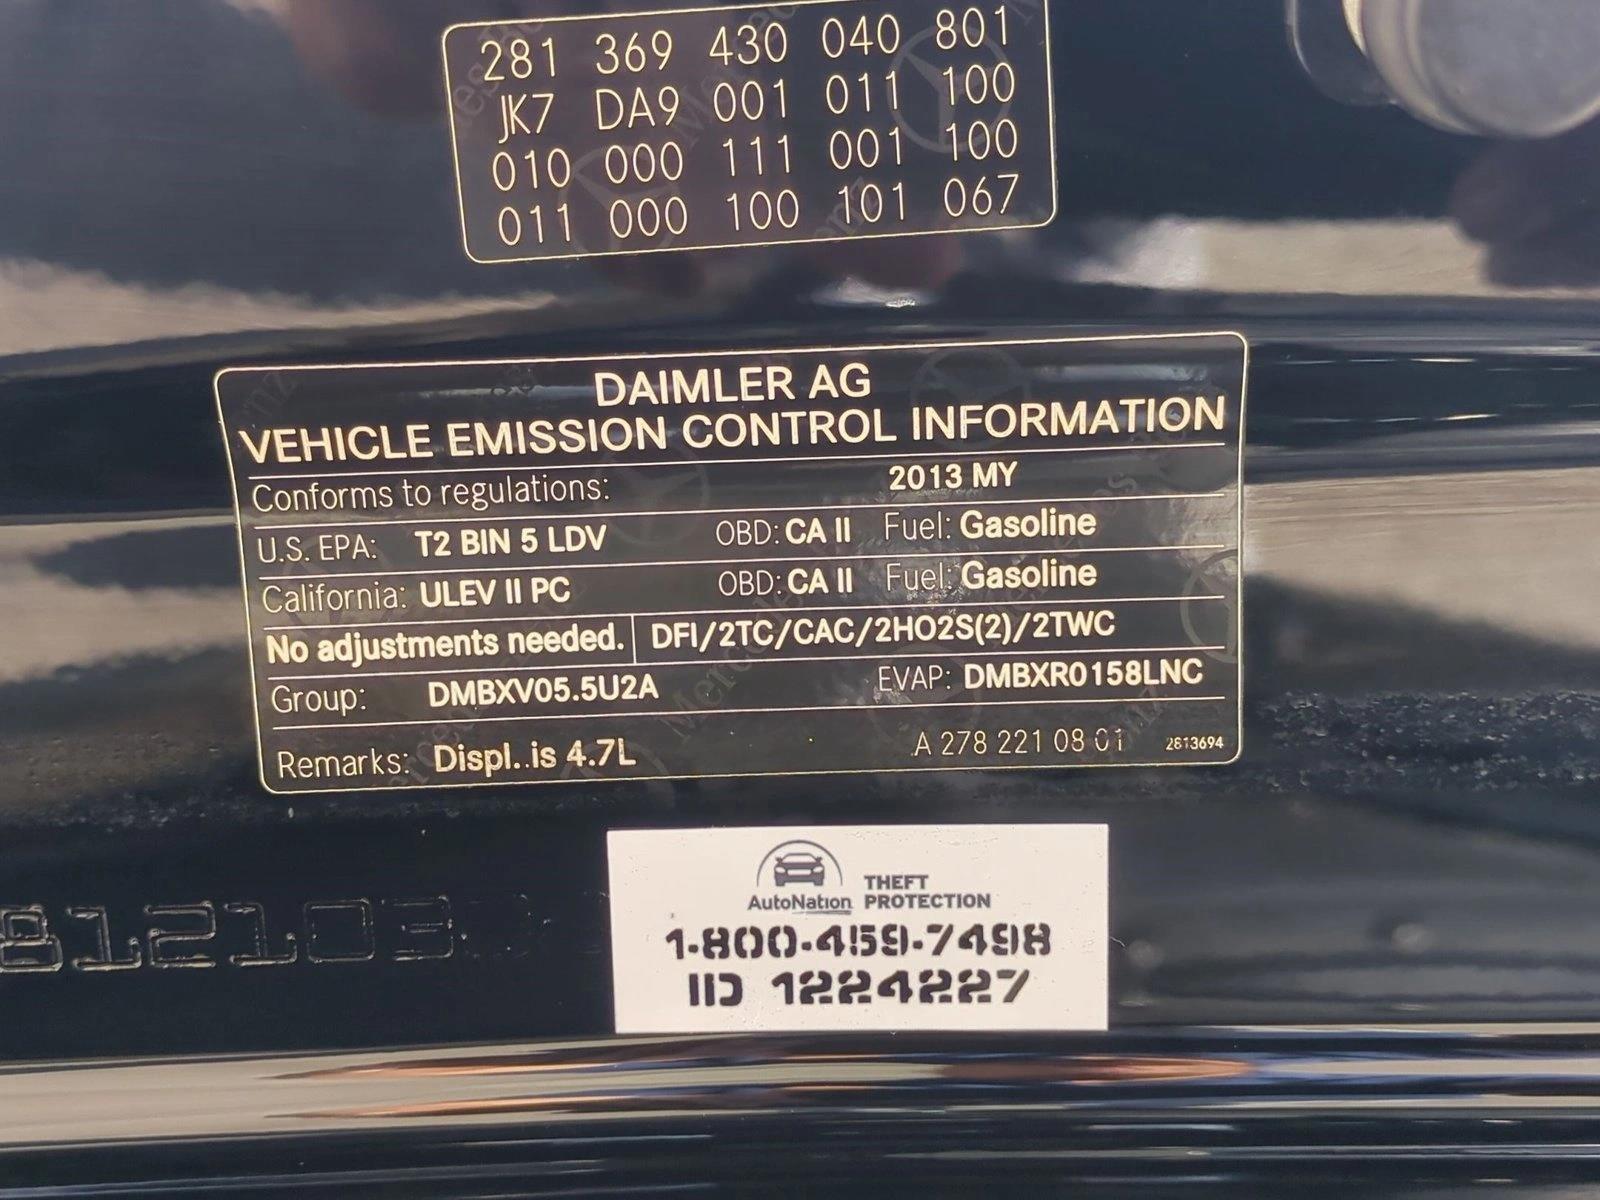 281 369 430 040 801
JK7 DA9 001 011 100
010 000 111 001 100
011 000 100 101 067
DAIMLER AG
VEHICLE EMISSION CONTROL INFORMATION
Conforms to regulations: 2013 MY
U.S. EPA: T2 BIN 5 LDV OBD: CA II Fuel: Gasoline
California: ULEV II PC OBD: CA II Fuel: Gasoline
No adjustments needed. DFI/2TC/CAC/2HO2S(2)/2TWC
Group: DMBXV05.5U2A EVAP: DMBXR0158LNC
Remarks: Displ..is 4.7L A 278 221 08 01 2813694
AutoNation THEFT PROTECTION
1-800-459-7498
ID 1224227